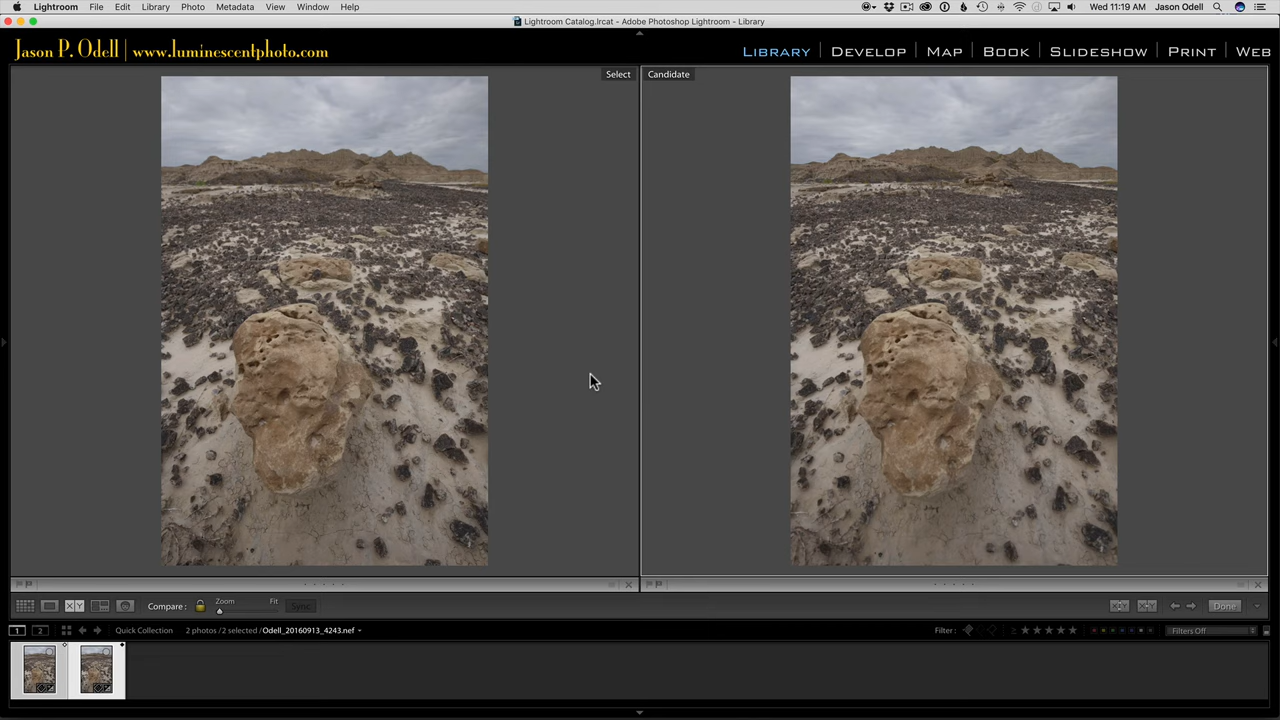 Lightroom File Edit Library Photo Metadata View Window Help Wed 11:19 AM Jason Odell
Lightroom Catalog.lrcat - Adobe Photoshop Lightroom - Library
Jason P. Odell | www.luminescentphoto.com
LIBRARY | DEVELOP | MAP | BOOK | SLIDESHOW | PRINT | WEB
Select
Candidate
Compare : Zoom Fit Sync
XY XY Done
1 2 Quick Collection 2 photos / 2 selected / Odell_20160913_4243.nef Filter : Filters Off